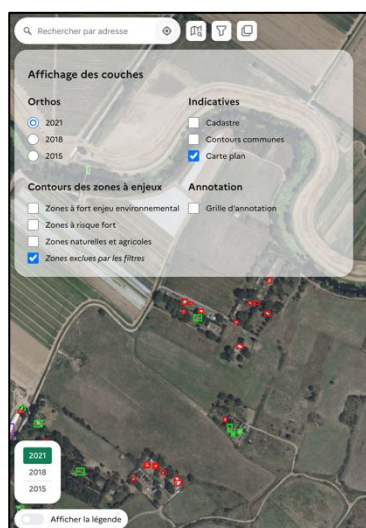 Rechercher par adresse
Affichage des couches
Orthos
2021
2018
2015
Indicatives
Cadastre
Contours communes
Carte plan
Contours des zones à enjeux
Zones à fort enjeu environnemental
Zones à risque fort
Zones naturelles et agricoles
Zones exclues par les filtres
Annotation
Grille d'annotation
2021
2018
2015
Afficher la légende